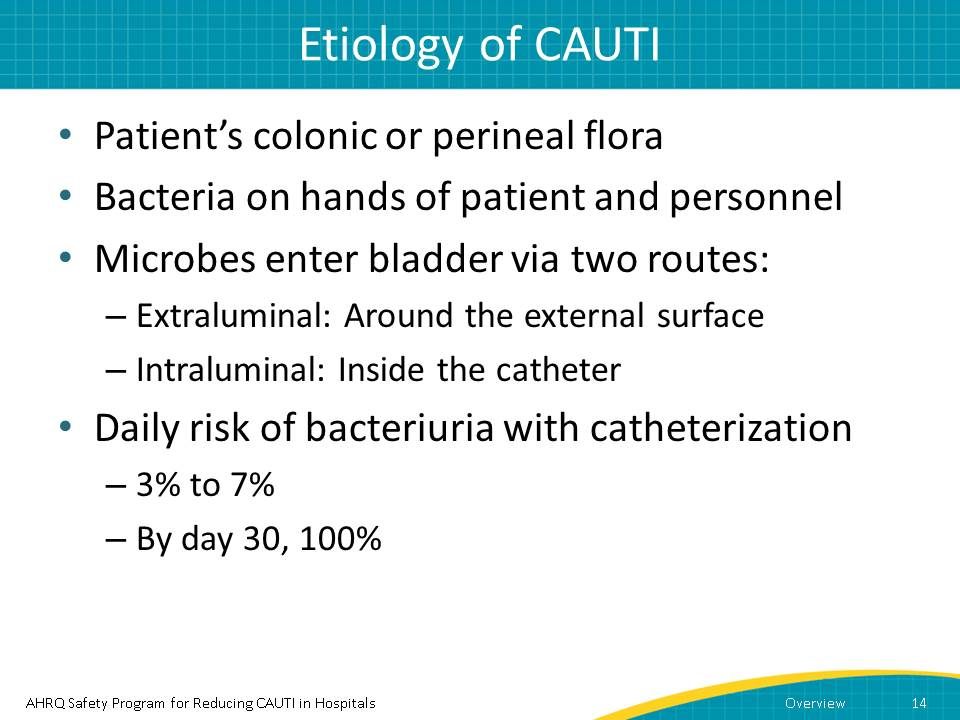 Etiology of CAUTI
• Patient’s colonic or perineal flora
• Bacteria on hands of patient and personnel
• Microbes enter bladder via two routes:
– Extraluminal: Around the external surface
– Intraluminal: Inside the catheter
• Daily risk of bacteriuria with catheterization
– 3% to 7%
– By day 30, 100%
AHRQ Safety Program for Reducing CAUTI in Hospitals
Overview
14